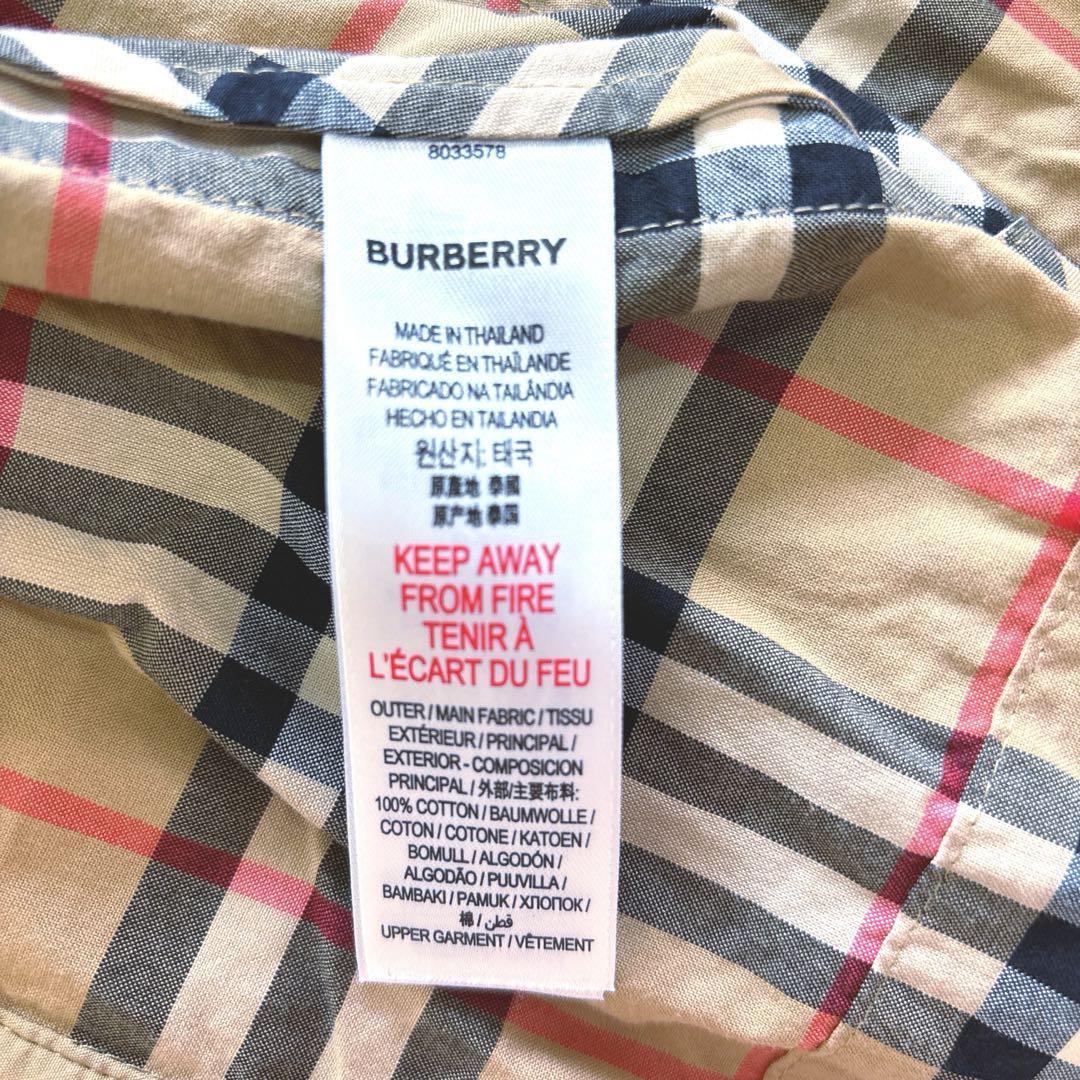 8033578
BURBERRY
MADE IN THAILAND
FABRIQUÉ EN THAÏLANDE
FABRICADO NA TAILÂNDIA
HECHO EN TAILANDIA
원산지: 태국
原產地 泰國
原产地 泰国
KEEP AWAY
FROM FIRE
TENIR À
L'ÉCART DU FEU
OUTER / MAIN FABRIC / TISSU
EXTÉRIEUR / PRINCIPAL /
EXTERIOR - COMPOSICION
PRINCIPAL / 外部/主要布料:
100% COTTON / BAUMWOLLE /
COTON / COTONE / KATOEN /
BOMULL / ALGODÓN /
ALGODÃO / PUUVILLA /
BAMBAKI / PAMUK / ХЛОПОК /
棉 / قطن
UPPER GARMENT / VÊTEMENT